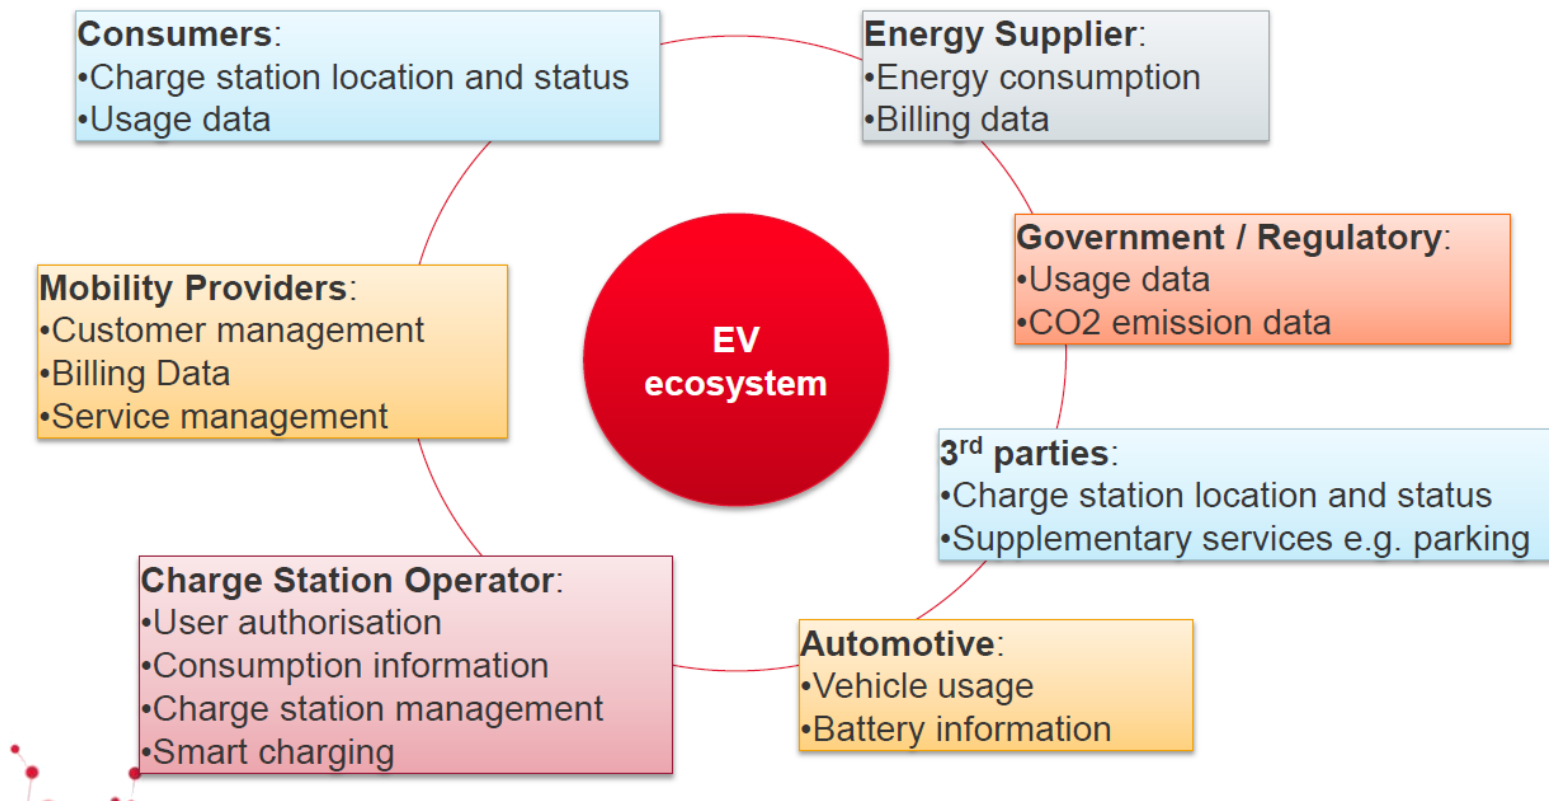 Consumers:
•Charge station location and status
•Usage data
Energy Supplier:
•Energy consumption
•Billing data
Government / Regulatory:
•Usage data
•CO2 emission data
Mobility Providers:
•Customer management
•Billing Data
•Service management
EV
ecosystem
3rd parties:
•Charge station location and status
•Supplementary services e.g. parking
Charge Station Operator:
•User authorisation
•Consumption information
•Charge station management
•Smart charging
Automotive:
•Vehicle usage
•Battery information